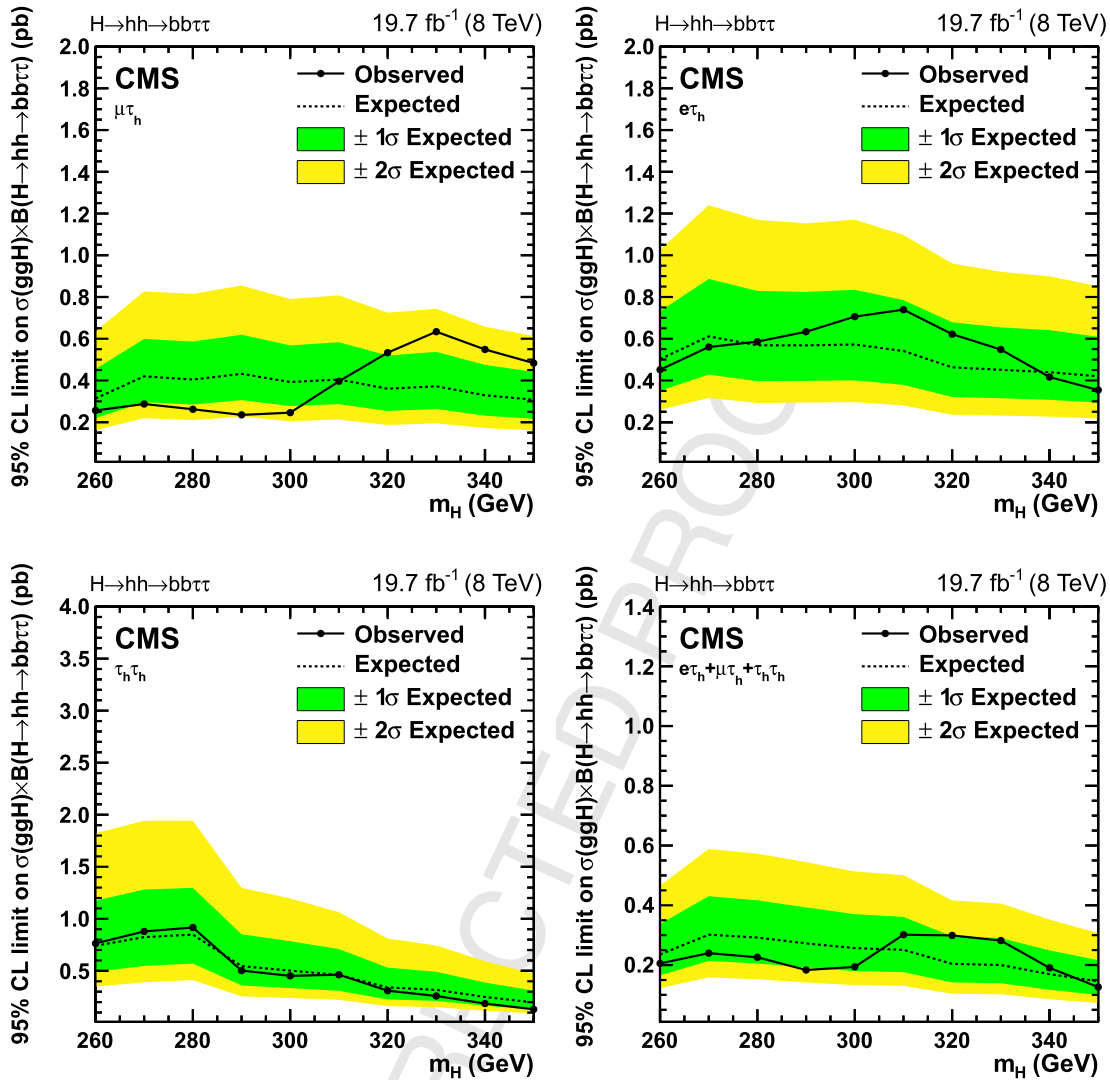 H→hh→bbττ 19.7 fb⁻¹ (8 TeV)
95% CL limit on σ(ggH)×B(H→hh→bbττ) (pb)
CMS
μτh
Observed
Expected
± 1σ Expected
± 2σ Expected
2.0
1.8
1.6
1.4
1.2
1.0
0.8
0.6
0.4
0.2
260 280 300 320 340
mH (GeV)
H→hh→bbττ 19.7 fb⁻¹ (8 TeV)
95% CL limit on σ(ggH)×B(H→hh→bbττ) (pb)
CMS
eτh
Observed
Expected
± 1σ Expected
± 2σ Expected
2.0
1.8
1.6
1.4
1.2
1.0
0.8
0.6
0.4
0.2
260 280 300 320 340
mH (GeV)
H→hh→bbττ 19.7 fb⁻¹ (8 TeV)
95% CL limit on σ(ggH)×B(H→hh→bbττ) (pb)
CMS
τhτh
Observed
Expected
± 1σ Expected
± 2σ Expected
4.0
3.5
3.0
2.5
2.0
1.5
1.0
0.5
260 280 300 320 340
mH (GeV)
H→hh→bbττ 19.7 fb⁻¹ (8 TeV)
95% CL limit on σ(ggH)×B(H→hh→bbττ) (pb)
CMS
eτh+μτh+τhτh
Observed
Expected
± 1σ Expected
± 2σ Expected
1.4
1.2
1.0
0.8
0.6
0.4
0.2
260 280 300 320 340
mH (GeV)